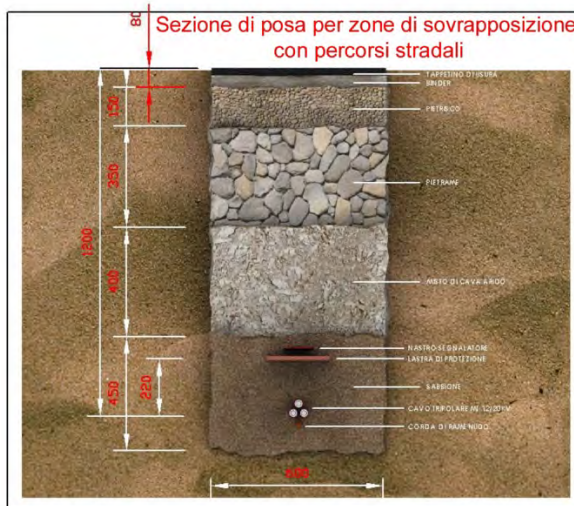 Sezione di posa per zone di sovrapposizione
con percorsi stradali
80
TAPPETINO DI USURA
BINDER
150
PIETRISCO
350
PIETRAME
1300
400
MISTO DI CAVA ARIDO
NASTRO SEGNALATORE
LASTRA DI PROTEZIONE
450
220
SABBIONE
CAVO TRIPOLARE Mt 12/20 kV
CORDA DI RAME NUDO